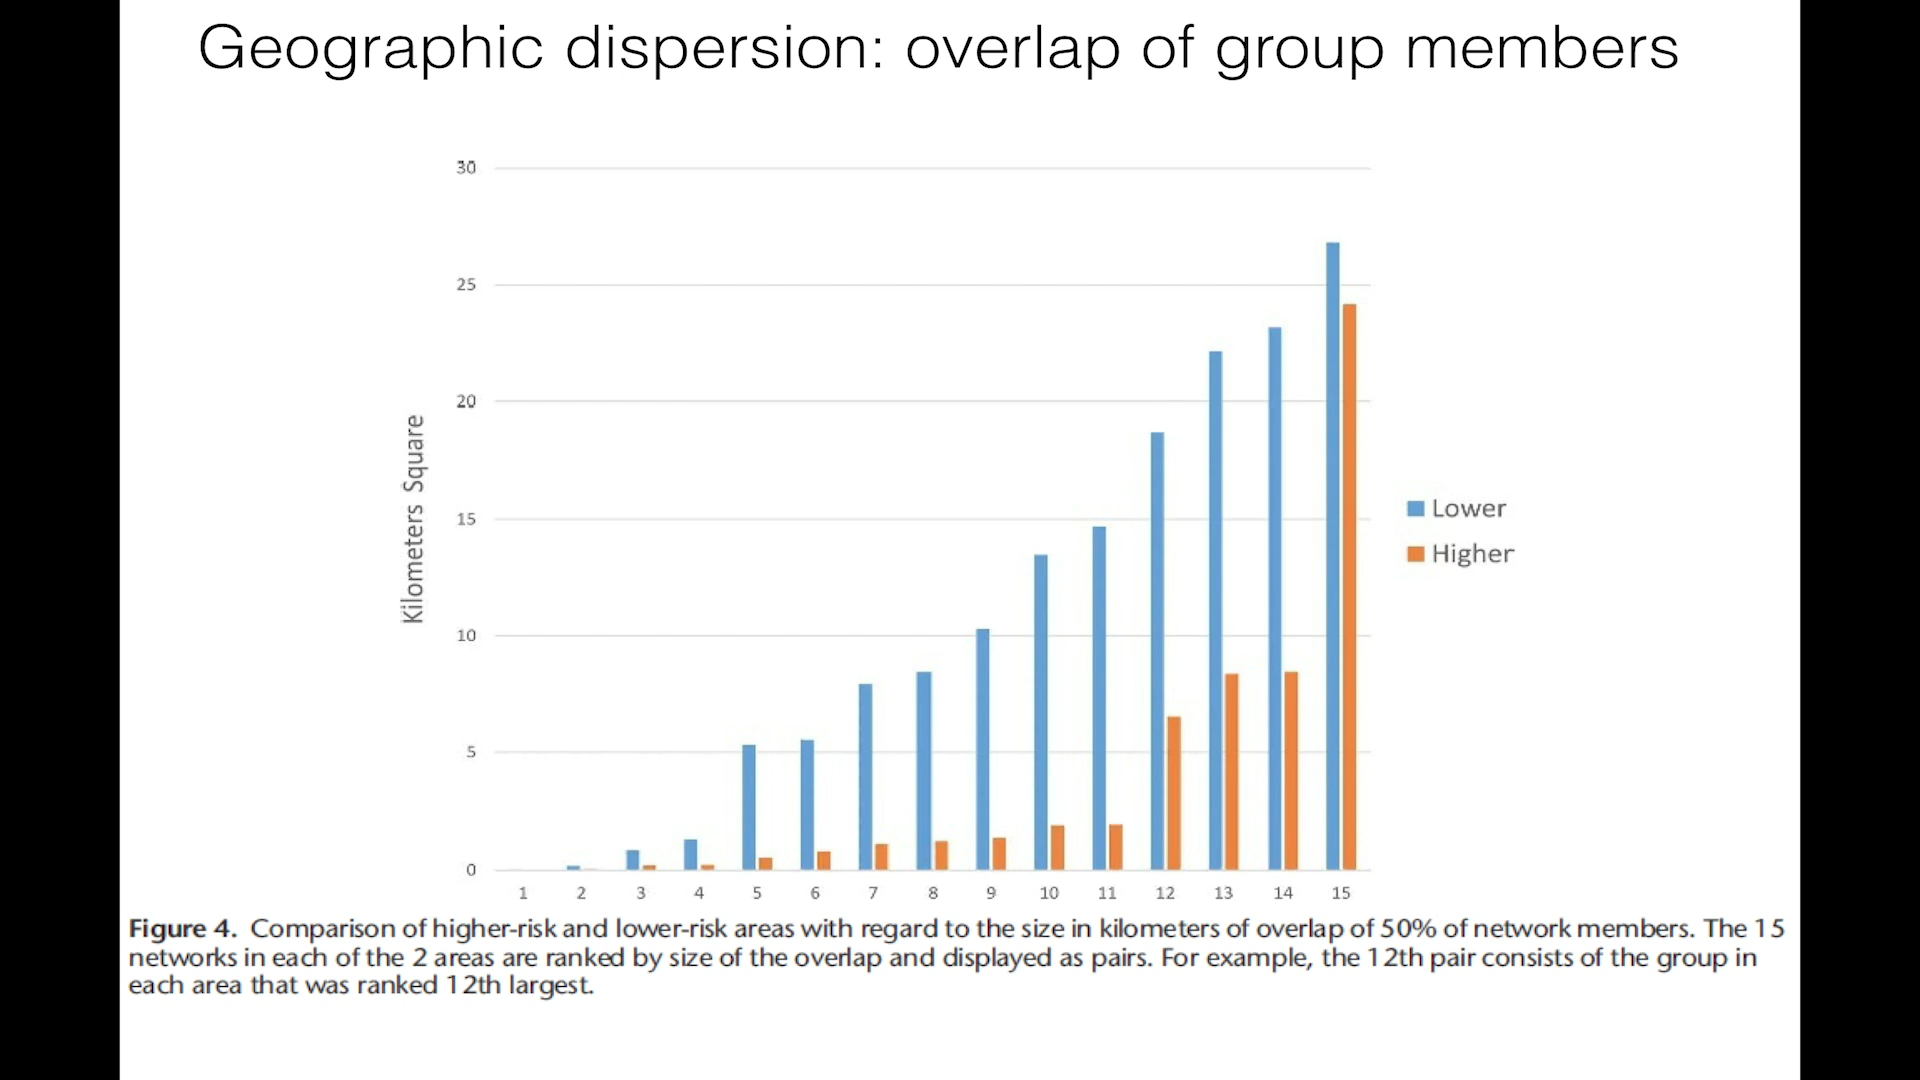 Geographic dispersion: overlap of group members
30
25
20
15
10
5
0
Kilometers Square
1 2 3 4 5 6 7 8 9 10 11 12 13 14 15
Lower
Higher
Figure 4. Comparison of higher-risk and lower-risk areas with regard to the size in kilometers of overlap of 50% of network members. The 15
networks in each of the 2 areas are ranked by size of the overlap and displayed as pairs. For example, the 12th pair consists of the group in
each area that was ranked 12th largest.